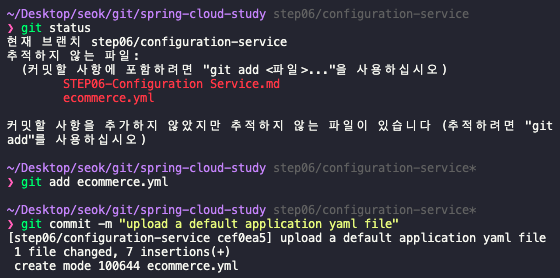 ~/Desktop/seok/git/spring-cloud-study step06/configuration-service
❯ git status
현재 브랜치 step06/configuration-service
추적하지 않는 파일:
(커밋할 사항에 포함하려면 "git add <파일>..."을 사용하십시오)
STEP06-Configuration Service.md
ecommerce.yml
커밋할 사항을 추가하지 않았지만 추적하지 않는 파일이 있습니다 (추적하려면 "git
add"를 사용하십시오)
~/Desktop/seok/git/spring-cloud-study step06/configuration-service*
❯ git add ecommerce.yml
~/Desktop/seok/git/spring-cloud-study step06/configuration-service*
❯ git commit -m "upload a default application yaml file"
[step06/configuration-service cef0ea5] upload a default application yaml file
1 file changed, 7 insertions(+)
create mode 100644 ecommerce.yml